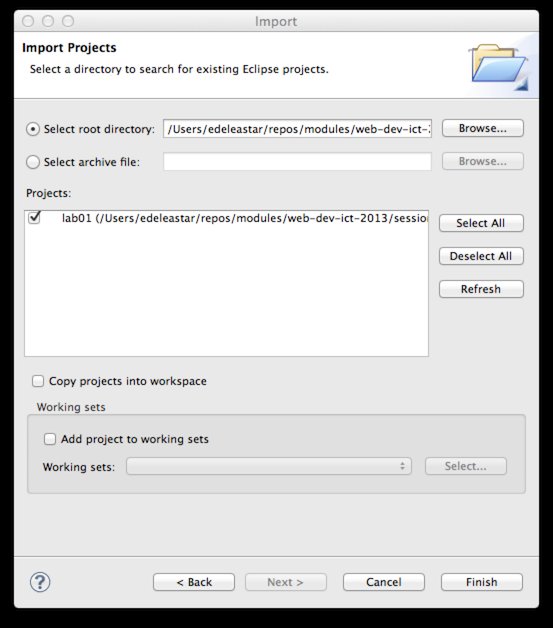 Import
Import Projects
Select a directory to search for existing Eclipse projects.
Select root directory: /Users/edeleastar/repos/modules/web-dev-ict-2 Browse...
Select archive file: Browse...
Projects:
lab01 (/Users/edeleastar/repos/modules/web-dev-ict-2013/session Select All
Deselect All
Refresh
Copy projects into workspace
Working sets
Add project to working sets
Working sets: Select...
? < Back Next > Cancel Finish